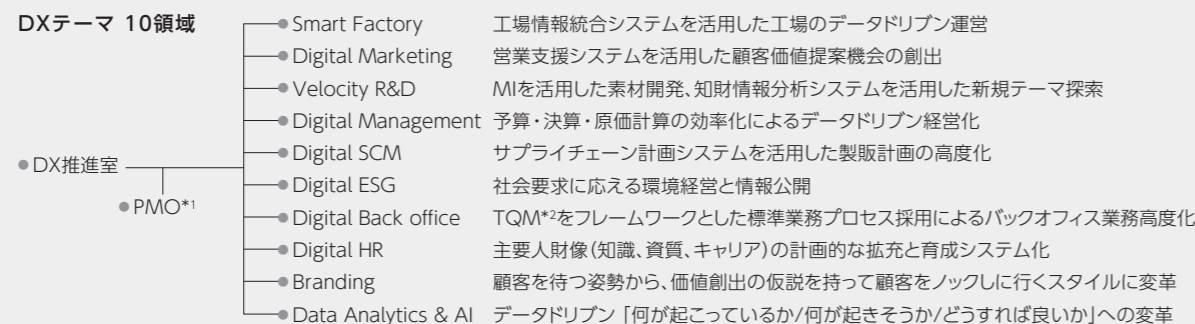 DXテーマ 10領域
Smart Factory 工場情報統合システムを活用した工場のデータドリブン運営
Digital Marketing 営業支援システムを活用した顧客価値提案機会の創出
Velocity R&D MIを活用した素材開発、知財情報分析システムを活用した新規テーマ探索
Digital Management 予算・決算・原価計算の効率化によるデータドリブン経営化
Digital SCM サプライチェーン計画システムを活用した製販計画の高度化
DX推進室
Digital ESG 社会要求に応える環境経営と情報公開
PMO*1
Digital Back office TQM*2をフレームワークとした標準業務プロセス採用によるバックオフィス業務高度化
Digital HR 主要人財像(知識、資質、キャリア)の計画的な拡充と育成システム化
Branding 顧客を待つ姿勢から、価値創出の仮説を持って顧客をノックしに行くスタイルに変革
Data Analytics & AI データドリブン「何が起こっているか/何が起きそうか/どうすれば良いか」への変革